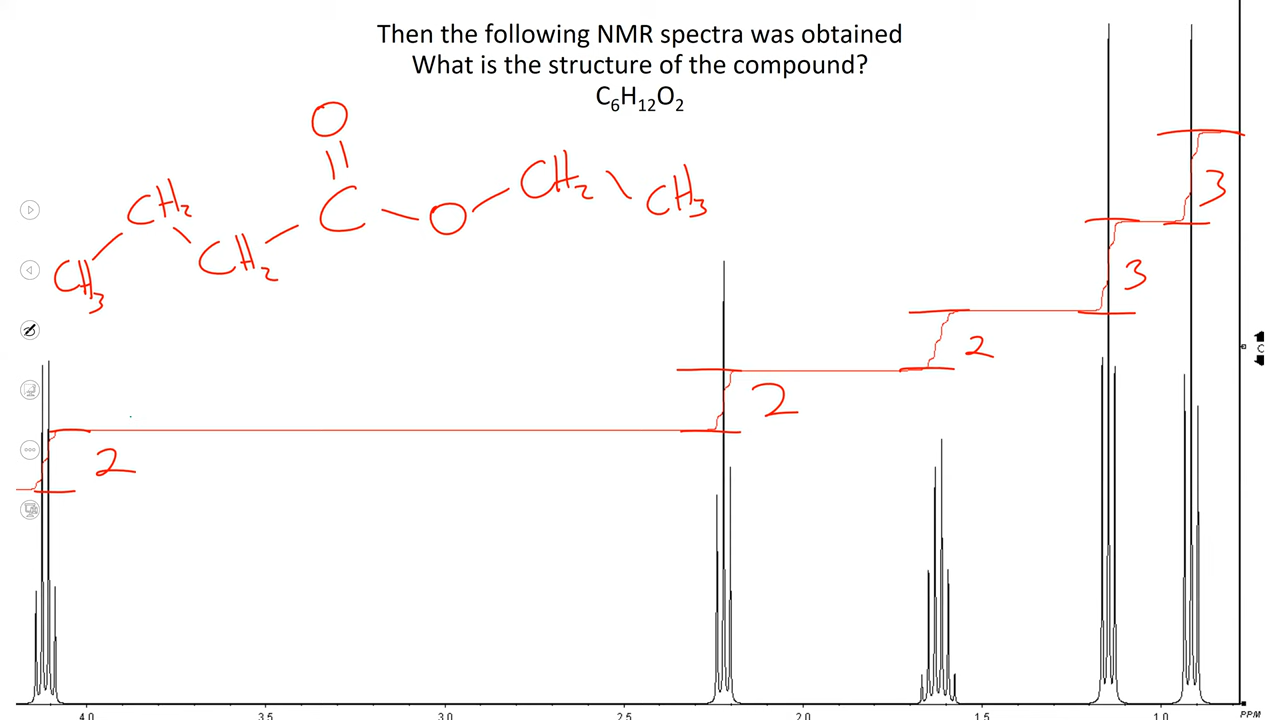 Then the following NMR spectra was obtained
What is the structure of the compound?
C₆H₁₂O₂
O
CH₂
C
O
CH₂
CH₃
CH₃
CH₂
3
3
2
2
2
4.0 3.5 3.0 2.5 2.0 1.5 1.0 PPM